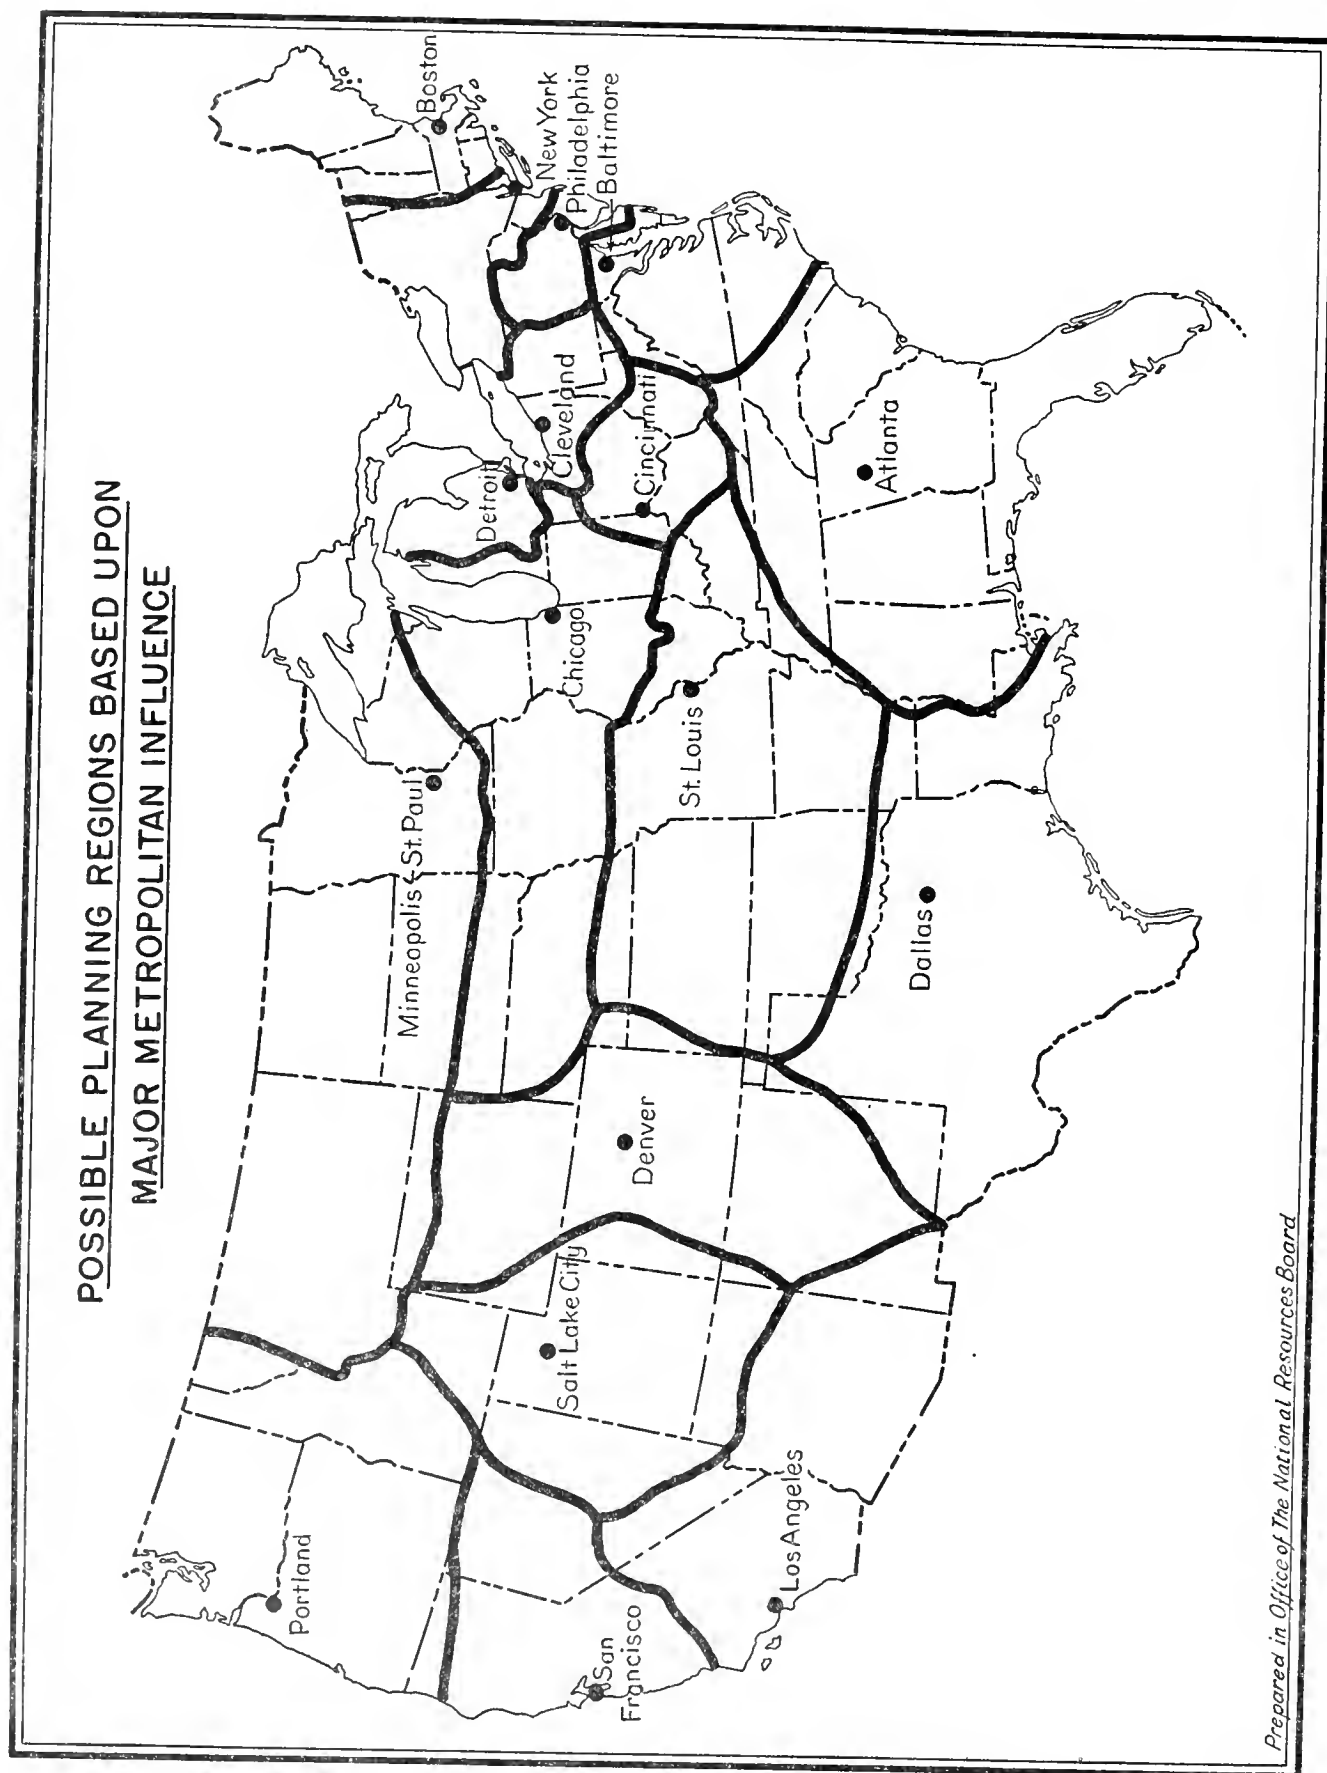 POSSIBLE PLANNING REGIONS BASED UPON
MAJOR METROPOLITAN INFLUENCE
Portland
San
Francisco
Los Angeles
Salt Lake City
Denver
Minneapolis-St. Paul
Dallas
St. Louis
Chicago
Detroit
Cleveland
Cincinnati
Atlanta
Boston
New York
Philadelphia
Baltimore
Prepared in Office of The National Resources Board